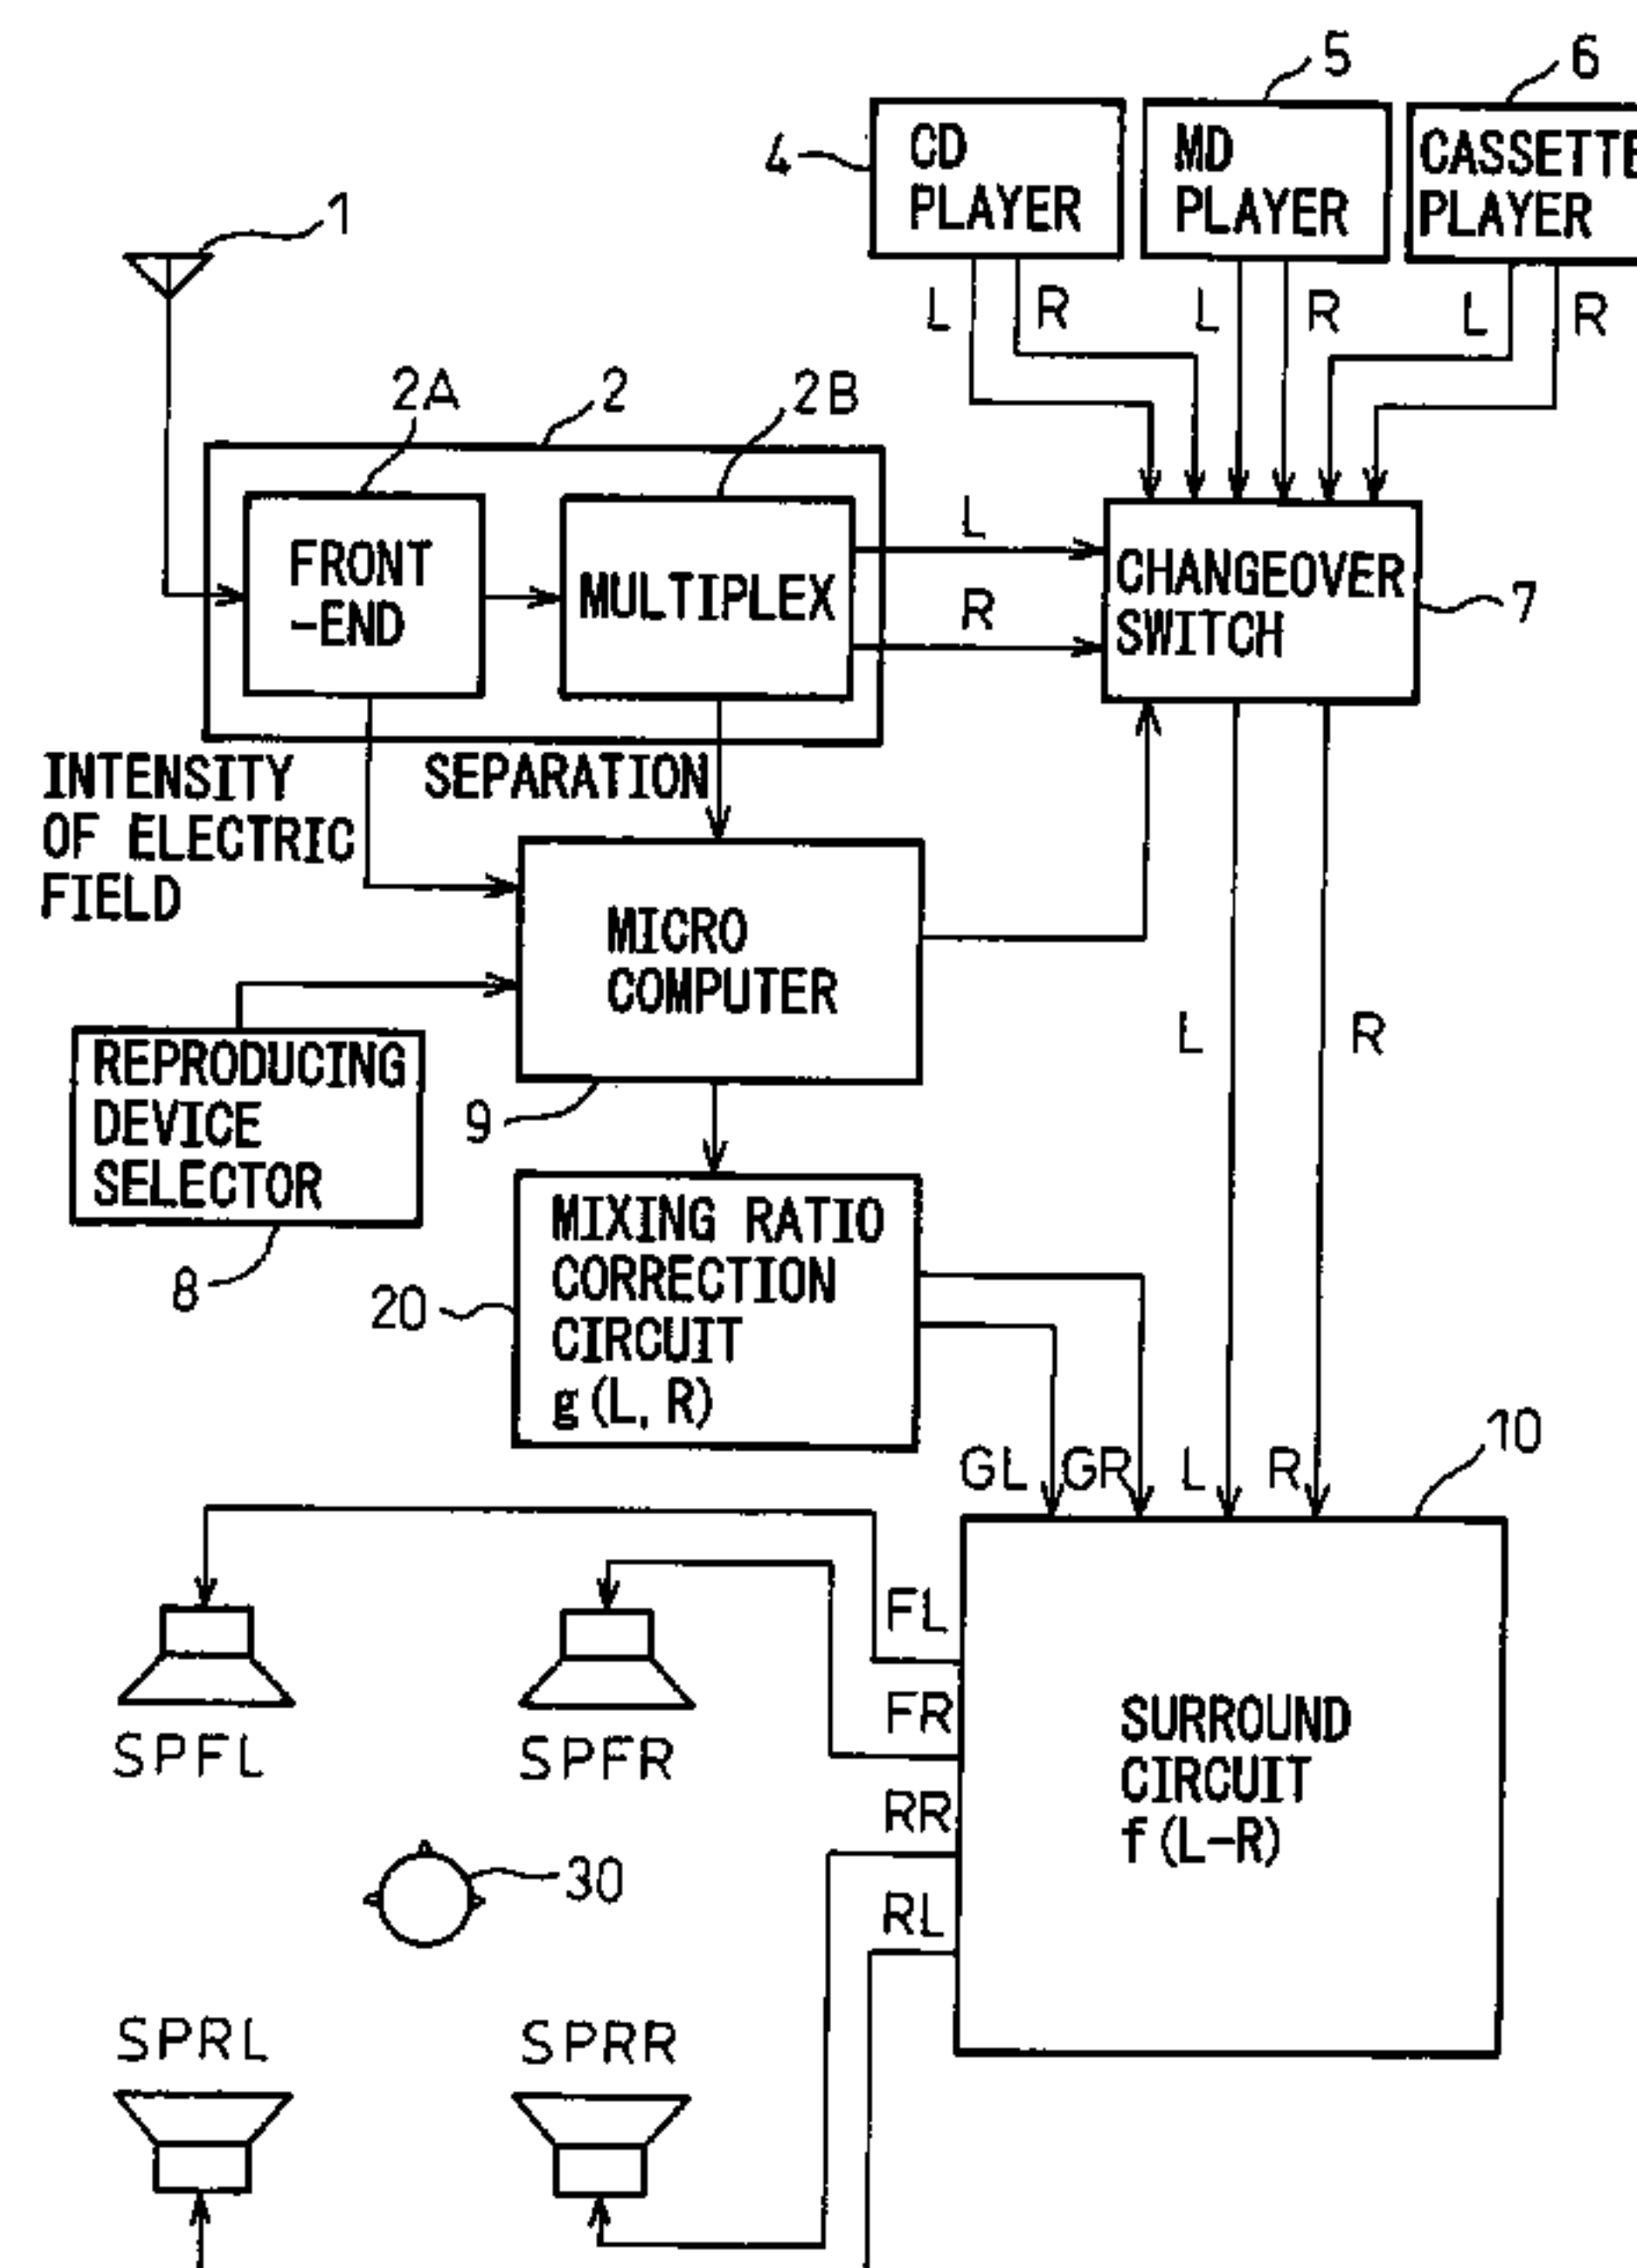 5
6
4
CD
PLAYER
MD
PLAYER
CASSETTE
PLAYER
1
L
R
L
R
L
R
2A
2
2B
FRONT
-END
MULTIPLEX
L
R
CHANGEOVER
SWITCH
7
INTENSITY
OF ELECTRIC
FIELD
SEPARATION
MICRO
COMPUTER
L
R
REPRODUCING
DEVICE
SELECTOR
9
8
20
MIXING RATIO
CORRECTION
CIRCUIT
g(L,R)
GL
GR
L
R
10
FL
FR
RR
RL
SURROUND
CIRCUIT
f(L-R)
SPFL
SPFR
30
SPRL
SPRR